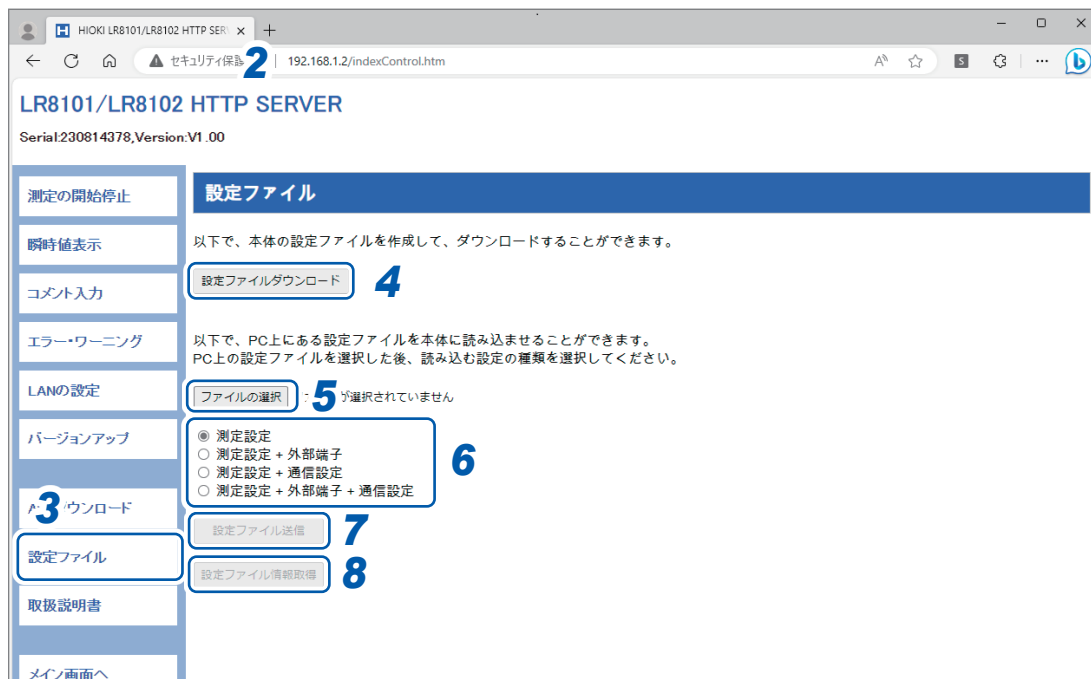 HIOKI LR8101/LR8102 HTTP SER
セキュリティ保
2
192.168.1.2/indexControl.htm
LR8101/LR8102 HTTP SERVER
Serial:230814378,Version:V1.00
測定の開始停止
瞬時値表示
コメント入力
エラー・ワーニング
LANの設定
バージョンアップ
3
ウンロード
設定ファイル
取扱説明書
メイン画面へ
設定ファイル
以下で、本体の設定ファイルを作成して、ダウンロードすることができます。
設定ファイルダウンロード
4
以下で、PC上にある設定ファイルを本体に読み込ませることができます。
PC上の設定ファイルを選択した後、読み込む設定の種類を選択してください。
ファイルの選択
5
が選択されていません
測定設定
測定設定 + 外部端子
測定設定 + 通信設定
測定設定 + 外部端子 + 通信設定
6
設定ファイル送信
7
設定ファイル情報取得
8